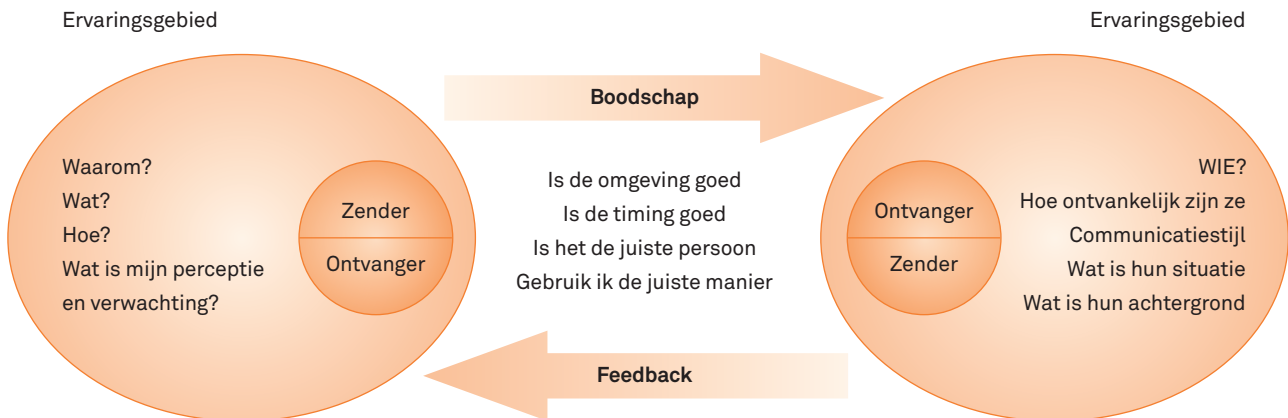 Ervaringsgebied
Ervaringsgebied
Boodschap
Waarom?
Wat?
Hoe?
Wat is mijn perceptie
en verwachting?
Zender
Ontvanger
Is de omgeving goed
Is de timing goed
Is het de juiste persoon
Gebruik ik de juiste manier
Ontvanger
Zender
WIE?
Hoe ontvankelijk zijn ze
Communicatiestijl
Wat is hun situatie
Wat is hun achtergrond
Feedback